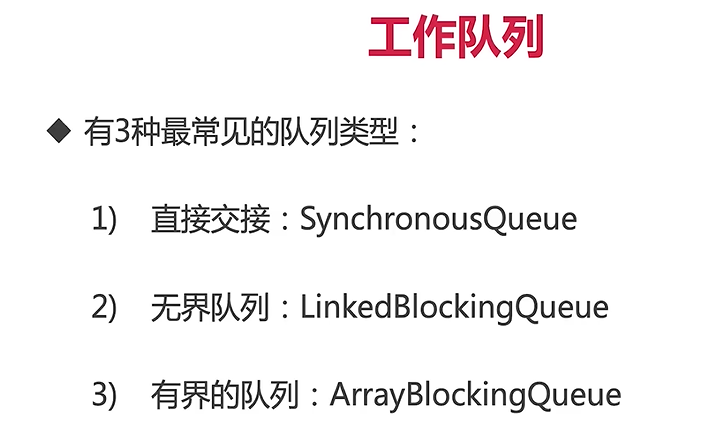 工作队列
◆ 有3种最常见的队列类型：
1) 直接交接：SynchronousQueue
2) 无界队列：LinkedBlockingQueue
3) 有界的队列：ArrayBlockingQueue